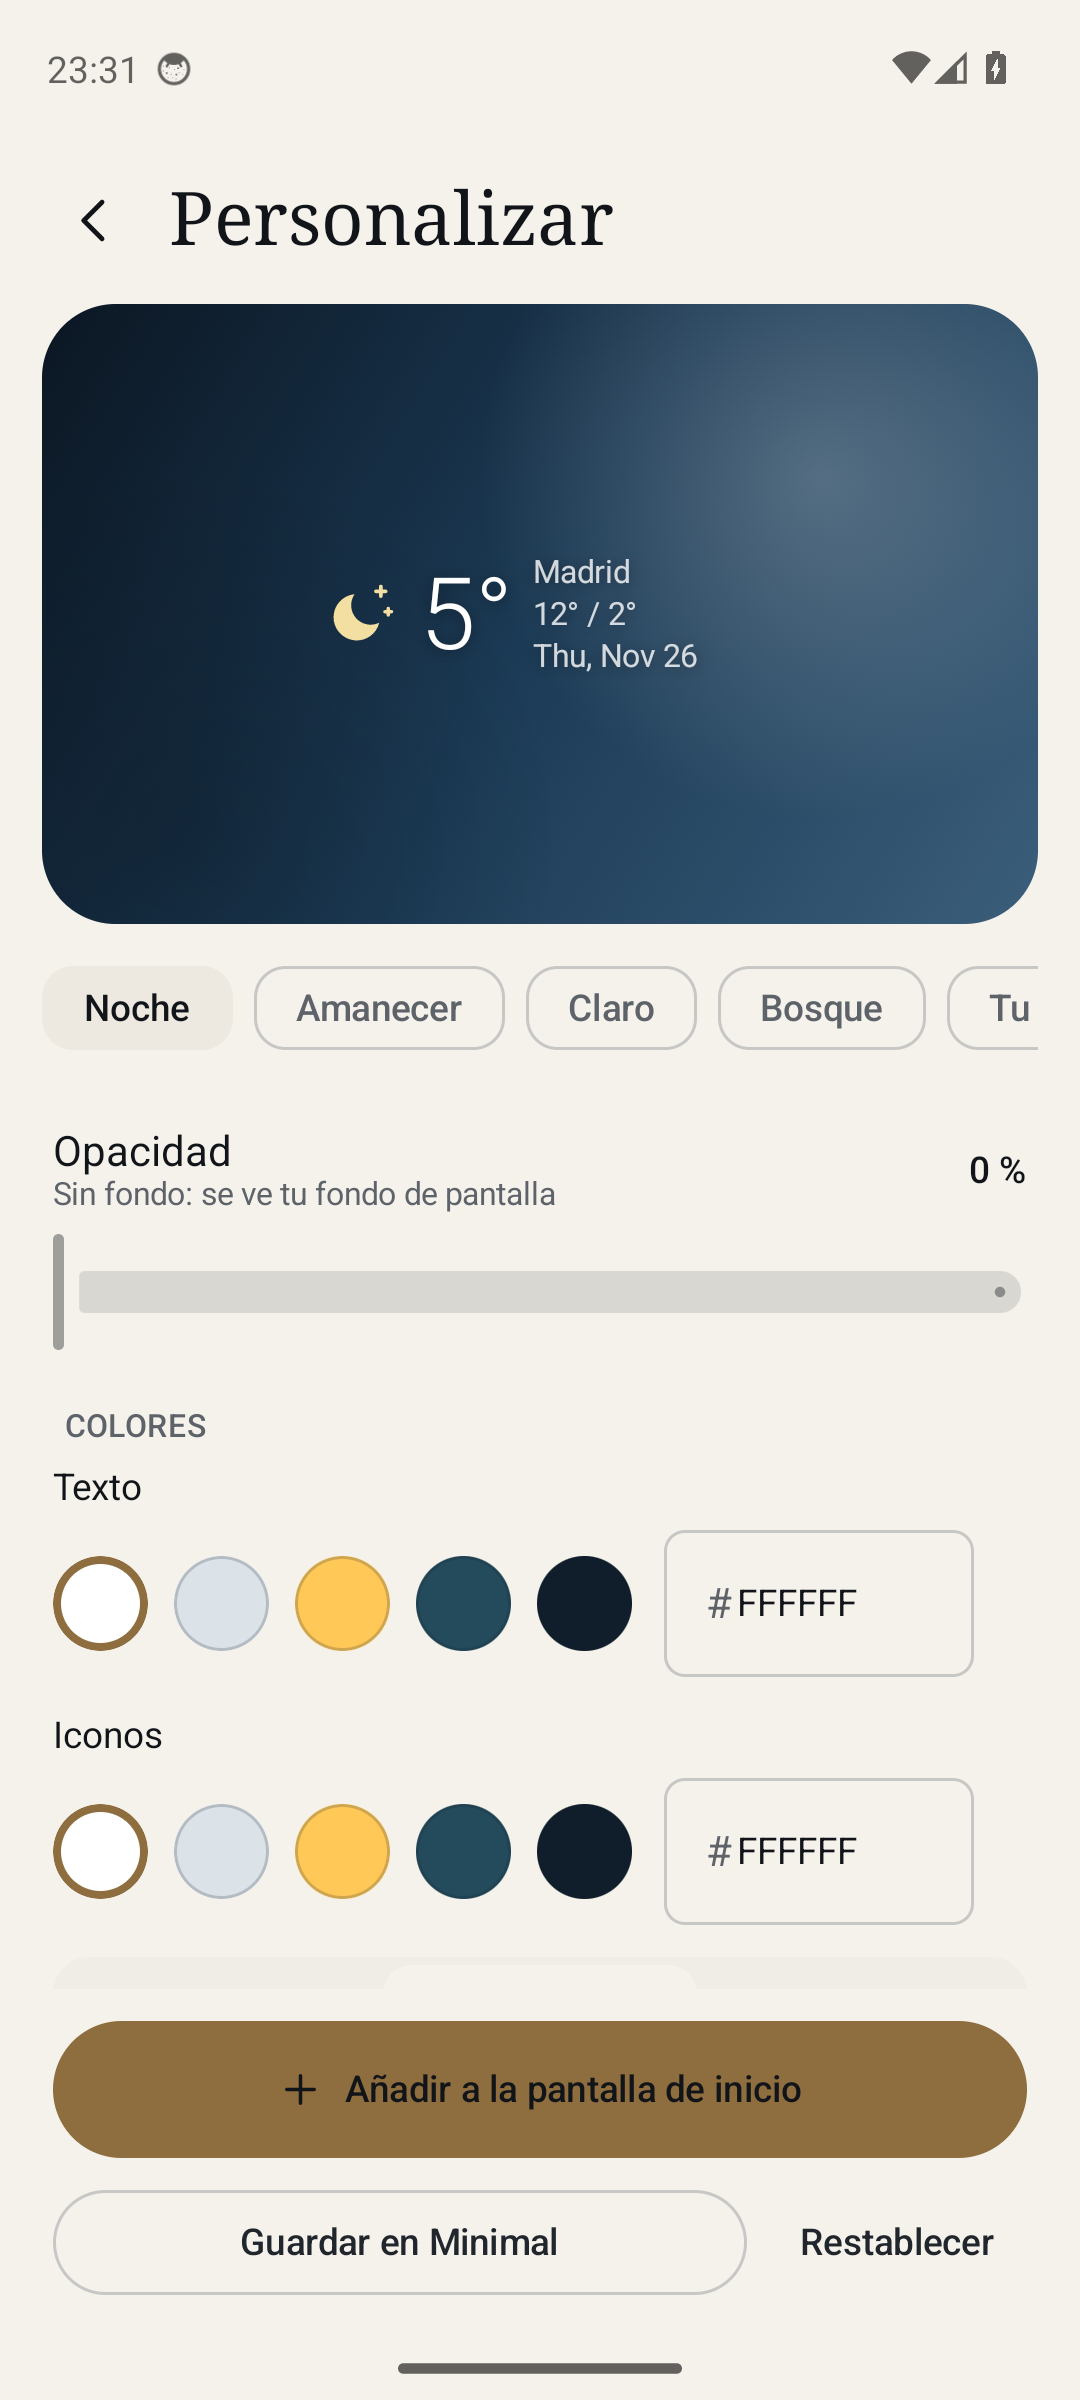 23:31
Personalizar
5°
Madrid
12° / 2°
Thu, Nov 26
Noche
Amanecer
Claro
Bosque
Tu
Opacidad
0 %
Sin fondo: se ve tu fondo de pantalla
COLORES
Texto
#FFFFFF
Iconos
#FFFFFF
+ Añadir a la pantalla de inicio
Guardar en Minimal
Restablecer